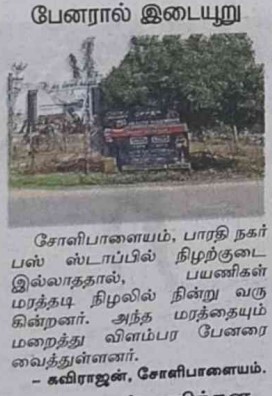 பேனரால் இடையூறு
சோளிபாளையம், பாரதி நகர்
பஸ் ஸ்டாப்பில் நிழற்குடை
இல்லாததால், பயணிகள்
மரத்தடி நிழலில் நின்று வரு
கின்றனர். அந்த மரத்தையும்
மறைத்து விளம்பர பேனரை
வைத்துள்ளனர்.
– கவிராஜன், சோளிபாளையம்.